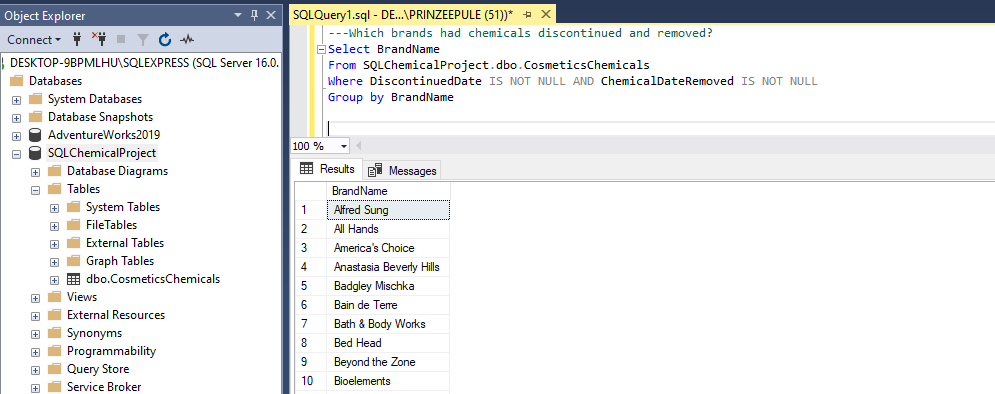 Object Explorer
Connect
DESKTOP-9BPMLHU\SQLEXPRESS (SQL Server 16.0.
Databases
System Databases
Database Snapshots
AdventureWorks2019
SQLChemicalProject
Database Diagrams
Tables
System Tables
FileTables
External Tables
Graph Tables
dbo.CosmeticsChemicals
Views
External Resources
Synonyms
Programmability
Query Store
Service Broker
SQLQuery1.sql - DE...\PRINZEEPULE (51))*
---Which brands had chemicals discontinued and removed?
Select BrandName
From SQLChemicalProject.dbo.CosmeticsChemicals
Where DiscontinuedDate IS NOT NULL AND ChemicalDateRemoved IS NOT NULL
Group by BrandName
100 %
Results Messages
BrandName
1 Alfred Sung
2 All Hands
3 America's Choice
4 Anastasia Beverly Hills
5 Badgley Mischka
6 Bain de Terre
7 Bath & Body Works
8 Bed Head
9 Beyond the Zone
10 Bioelements